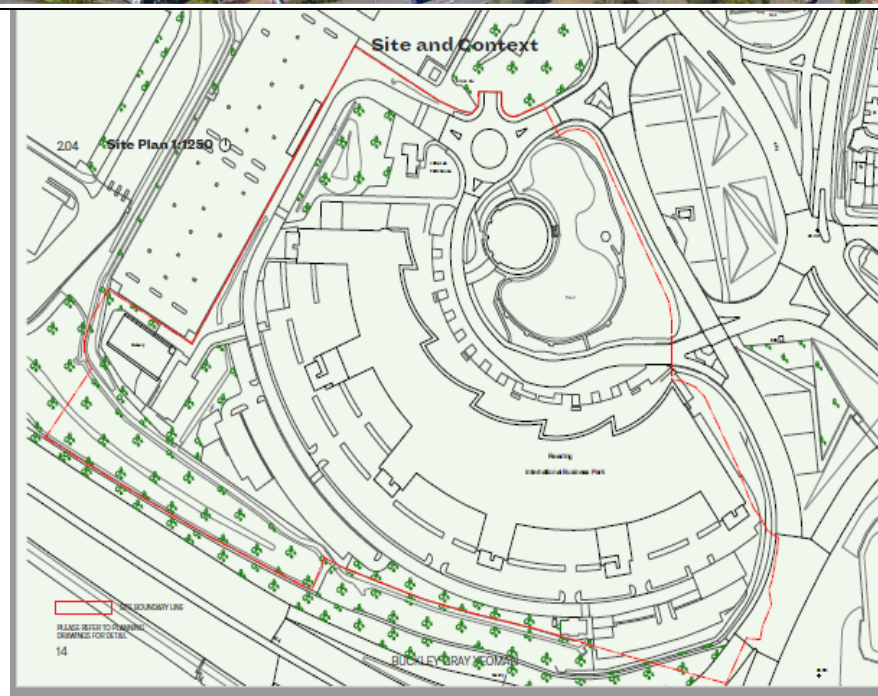 Site and Context
2.04
Site Plan 1:1250
Reading
International Business Park
SITE BOUNDARY LINE
PLEASE REFER TO PLANNING
DRAWINGS FOR DETAIL
14
BUCKLEY GRAY YEOMAN